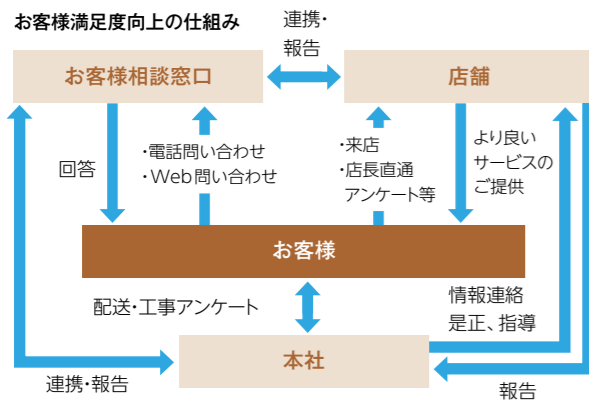 お客様満足度向上の仕組み
連携・
報告
お客様相談窓口
店舗
回答
・電話問い合わせ
・Web問い合わせ
・来店
・店長直通
アンケート等
より良い
サービスの
ご提供
お客様
配送・工事アンケート
情報連絡
是正、指導
本社
連携・報告
報告